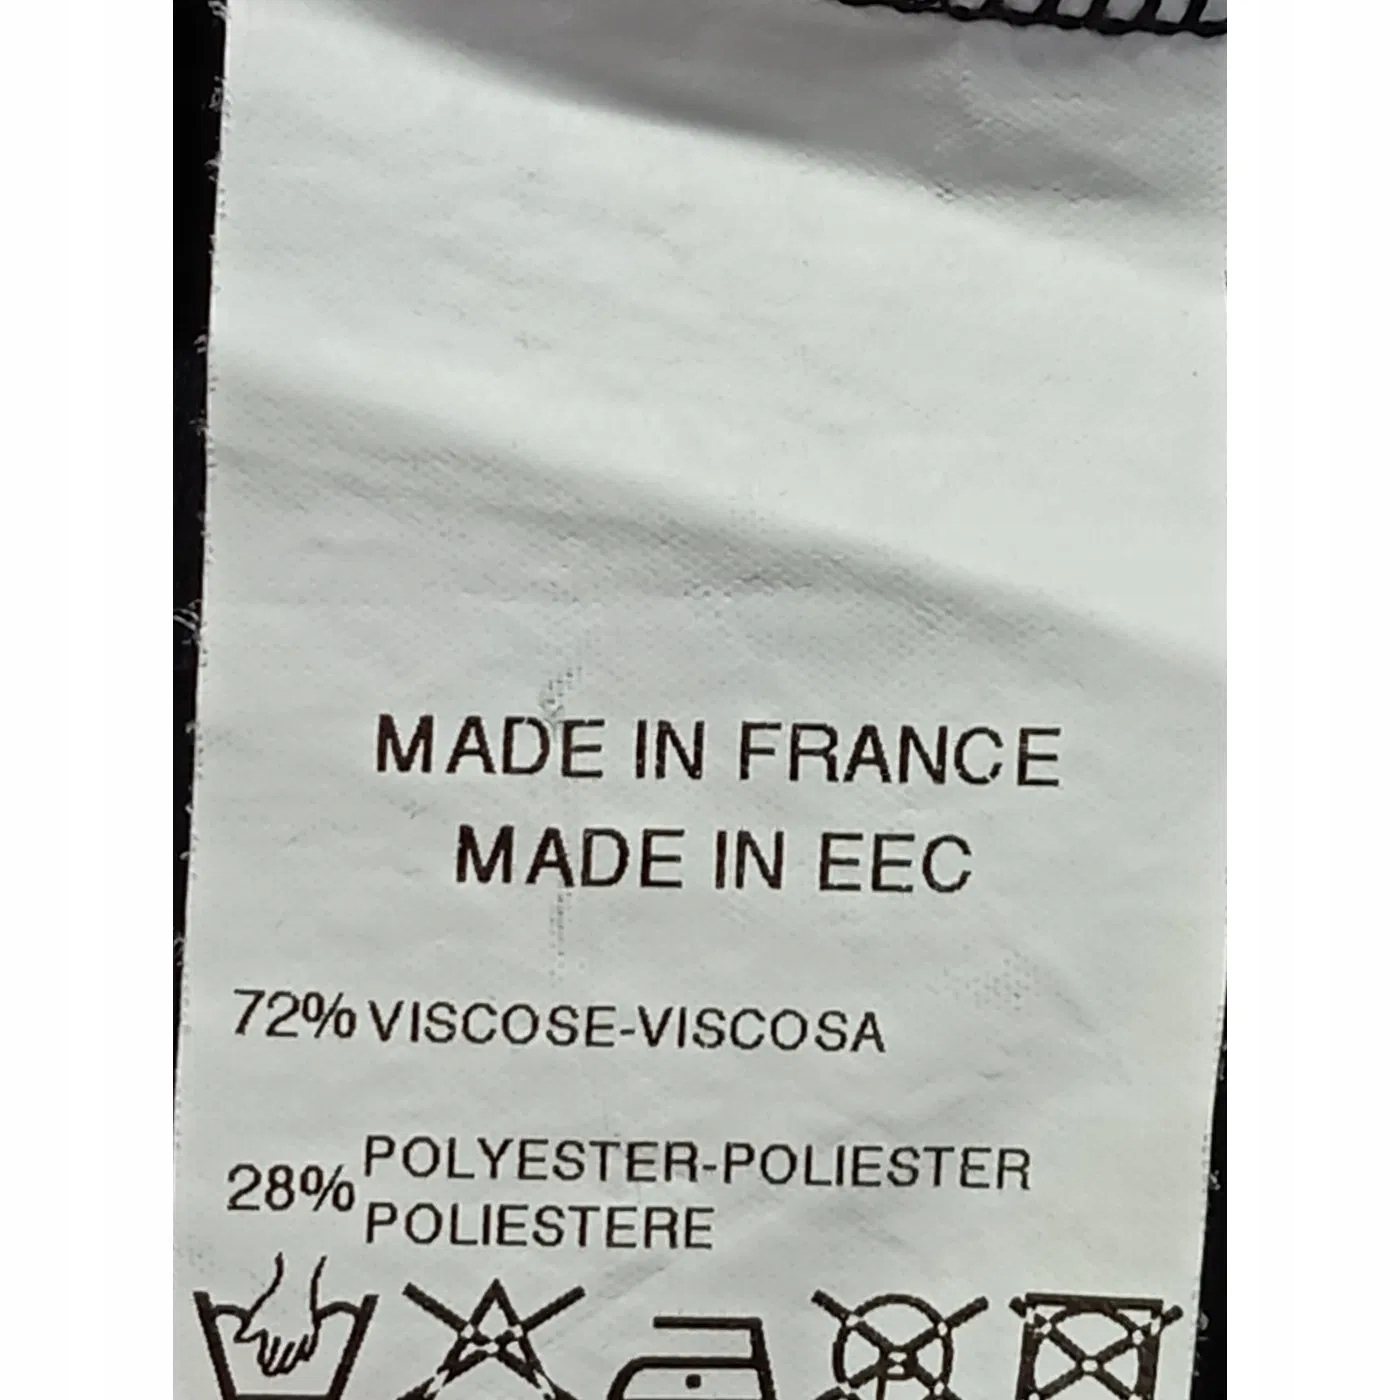 MADE IN FRANCE
MADE IN EEC
72% VISCOSE-VISCOSA
28% POLYESTER-POLIESTER
POLIESTERE